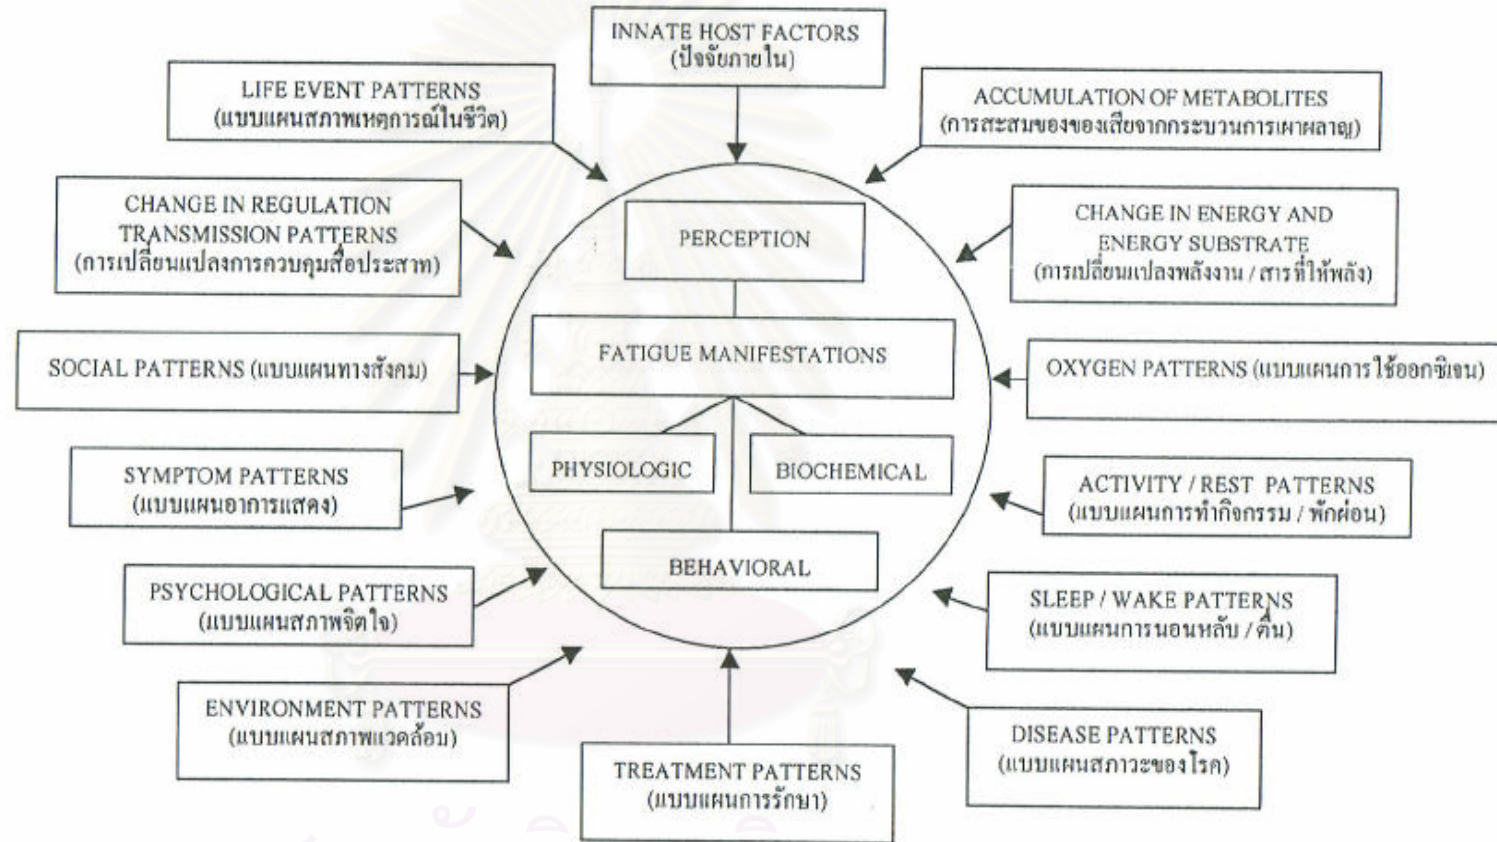 INNATE HOST FACTORS
(ปัจจัยภายใน)
LIFE EVENT PATTERNS
(แบบแผนสภาพเหตุการณ์ในชีวิต)
ACCUMULATION OF METABOLITES
(การสะสมของของเสียจากกระบวนการเผาผลาญ)
CHANGE IN REGULATION
TRANSMISSION PATTERNS
(การเปลี่ยนแปลงการควบคุมสื่อประสาท)
PERCEPTION
CHANGE IN ENERGY AND
ENERGY SUBSTRATE
(การเปลี่ยนแปลงพลังงาน / สารที่ให้พลัง)
SOCIAL PATTERNS (แบบแผนทางสังคม)
FATIGUE MANIFESTATIONS
OXYGEN PATTERNS (แบบแผนการใช้ออกซิเจน)
SYMPTOM PATTERNS
(แบบแผนอาการแสดง)
PHYSIOLOGIC
BIOCHEMICAL
ACTIVITY / REST PATTERNS
(แบบแผนการทำกิจกรรม / พักผ่อน)
PSYCHOLOGICAL PATTERNS
(แบบแผนสภาพจิตใจ)
BEHAVIORAL
SLEEP / WAKE PATTERNS
(แบบแผนการนอนหลับ / ตื่น)
ENVIRONMENT PATTERNS
(แบบแผนสภาพแวดล้อม)
TREATMENT PATTERNS
(แบบแผนการรักษา)
DISEASE PATTERNS
(แบบแผนสภาวะของโรค)